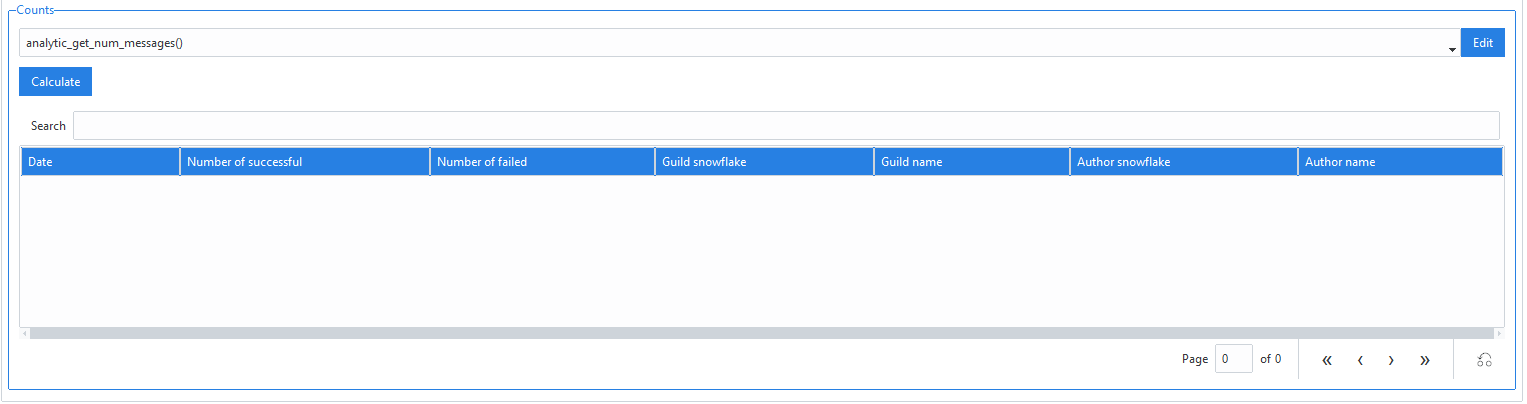 Counts
analytic_get_num_messages()
Edit
Calculate
Search
Date Number of successful Number of failed Guild snowflake Guild name Author snowflake Author name
Page 0 of 0 « ‹ › »